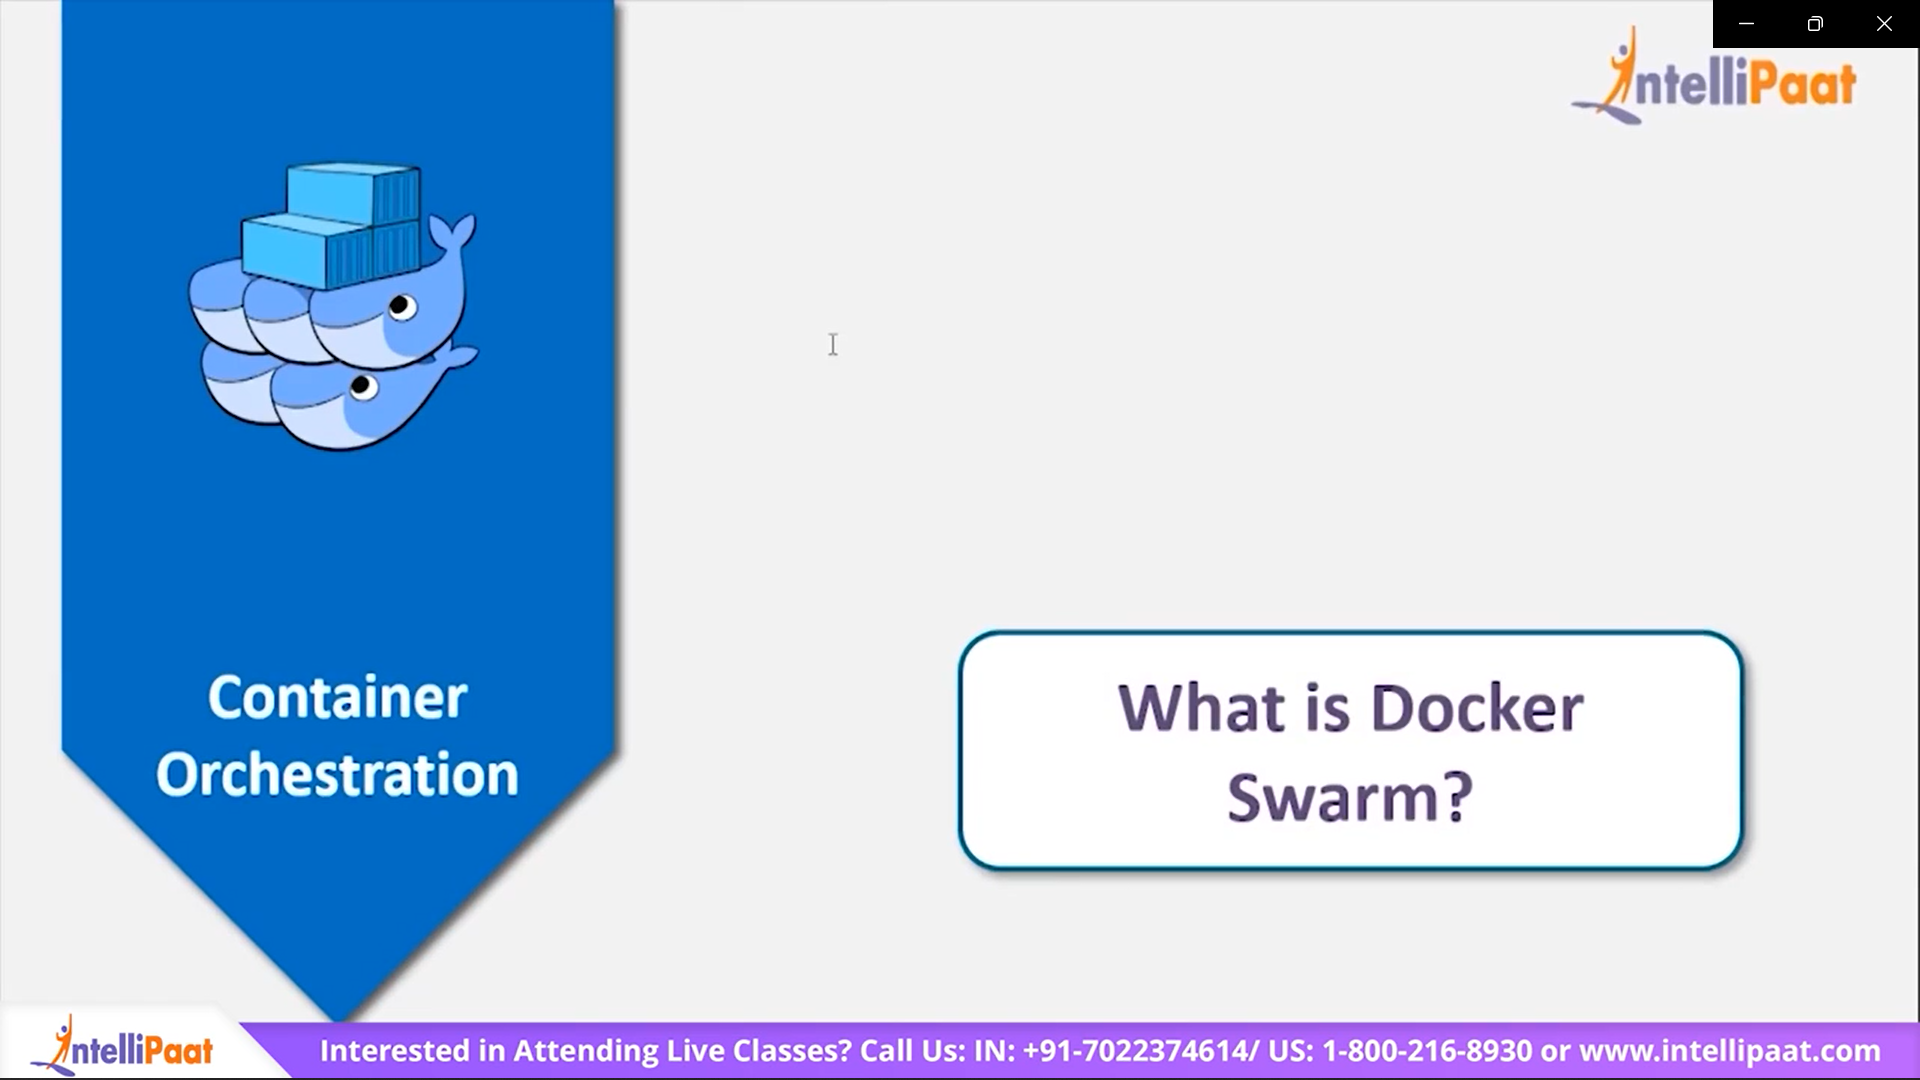 IntelliPaat
Container
Orchestration
What is Docker
Swarm?
IntelliPaat
Interested in Attending Live Classes? Call Us: IN: +91-7022374614/ US: 1-800-216-8930 or www.intellipaat.com